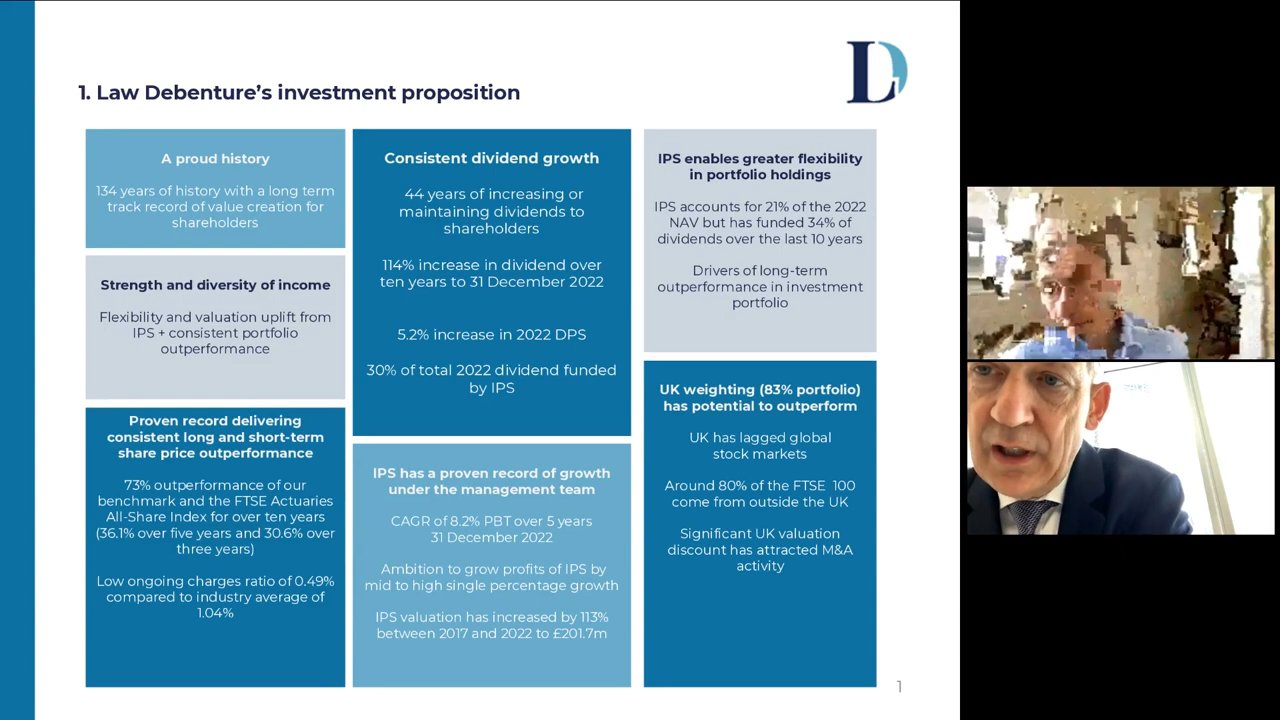 LD
1. Law Debenture's investment proposition
A proud history
134 years of history with a long term
track record of value creation for
shareholders
Strength and diversity of income
Flexibility and valuation uplift from
IPS + consistent portfolio
outperformance
Proven record delivering
consistent long and short-term
share price outperformance
73% outperformance of our
benchmark and the FTSE Actuaries
All-Share Index for over ten years
(36.1% over five years and 30.6% over
three years)
Low ongoing charges ratio of 0.49%
compared to industry average of
1.04%
Consistent dividend growth
44 years of increasing or
maintaining dividends to
shareholders
114% increase in dividend over
ten years to 31 December 2022
5.2% increase in 2022 DPS
30% of total 2022 dividend funded
by IPS
IPS has a proven record of growth
under the management team
CAGR of 8.2% PBT over 5 years
31 December 2022
Ambition to grow profits of IPS by
mid to high single percentage growth
IPS valuation has increased by 113%
between 2017 and 2022 to £201.7m
IPS enables greater flexibility
in portfolio holdings
IPS accounts for 21% of the 2022
NAV but has funded 34% of
dividends over the last 10 years
Drivers of long-term
outperformance in investment
portfolio
UK weighting (83% portfolio)
has potential to outperform
UK has lagged global
stock markets
Around 80% of the FTSE 100
come from outside the UK
Significant UK valuation
discount has attracted M&A
activity
1